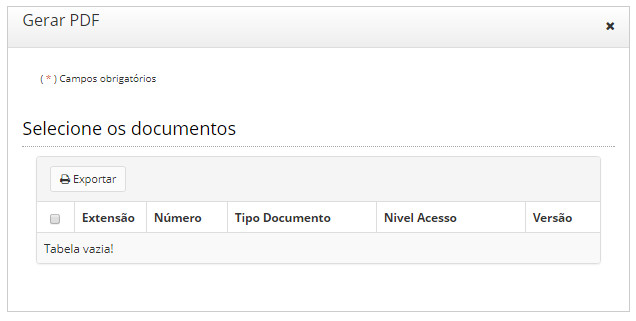 Gerar PDF
( * ) Campos obrigatórios
Selecione os documentos
Exportar
Extensão Número Tipo Documento Nivel Acesso Versão
Tabela vazia!